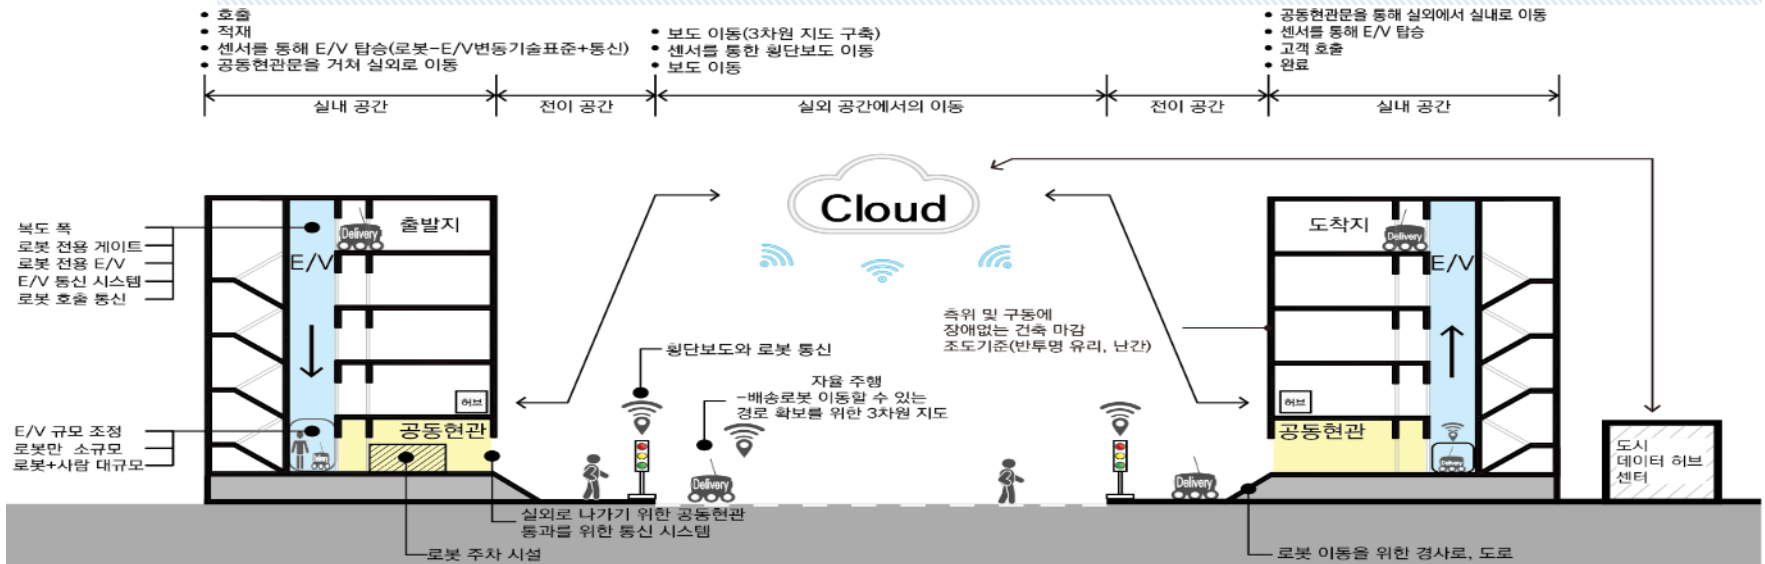 • 호출
• 적재
• 센서를 통해 E/V 탑승(로봇-E/V변동기술표준+통신)
• 공동현관문을 거쳐 실외로 이동
• 보도 이동(3차원 지도 구축)
• 센서를 통한 횡단보도 이동
• 보도 이동
• 공동현관문을 통해 실외에서 실내로 이동
• 센서를 통해 E/V 탑승
• 고객 호출
• 완료
실내 공간
전이 공간
실외 공간에서의 이동
전이 공간
실내 공간
Cloud
복도 폭
로봇 전용 게이트
로봇 전용 E/V
E/V 통신 시스템
로봇 호출 통신
출발지
Delivery
E/V
도착지
Delivery
E/V
측위 및 구동에
장애없는 건축 마감
조도기준(반투명 유리, 난간)
횡단보도와 로봇 통신
자율 주행
-배송로봇 이동할 수 있는
경로 확보를 위한 3차원 지도
허브
허브
E/V 규모 조정
로봇만 소규모
로봇+사람 대규모
공동현관
공동현관
도시
데이터 허브
센터
Delivery
Delivery
Delivery
실외로 나가기 위한 공동현관
통과를 위한 통신 시스템
로봇 주차 시설
로봇 이동을 위한 경사로, 도로